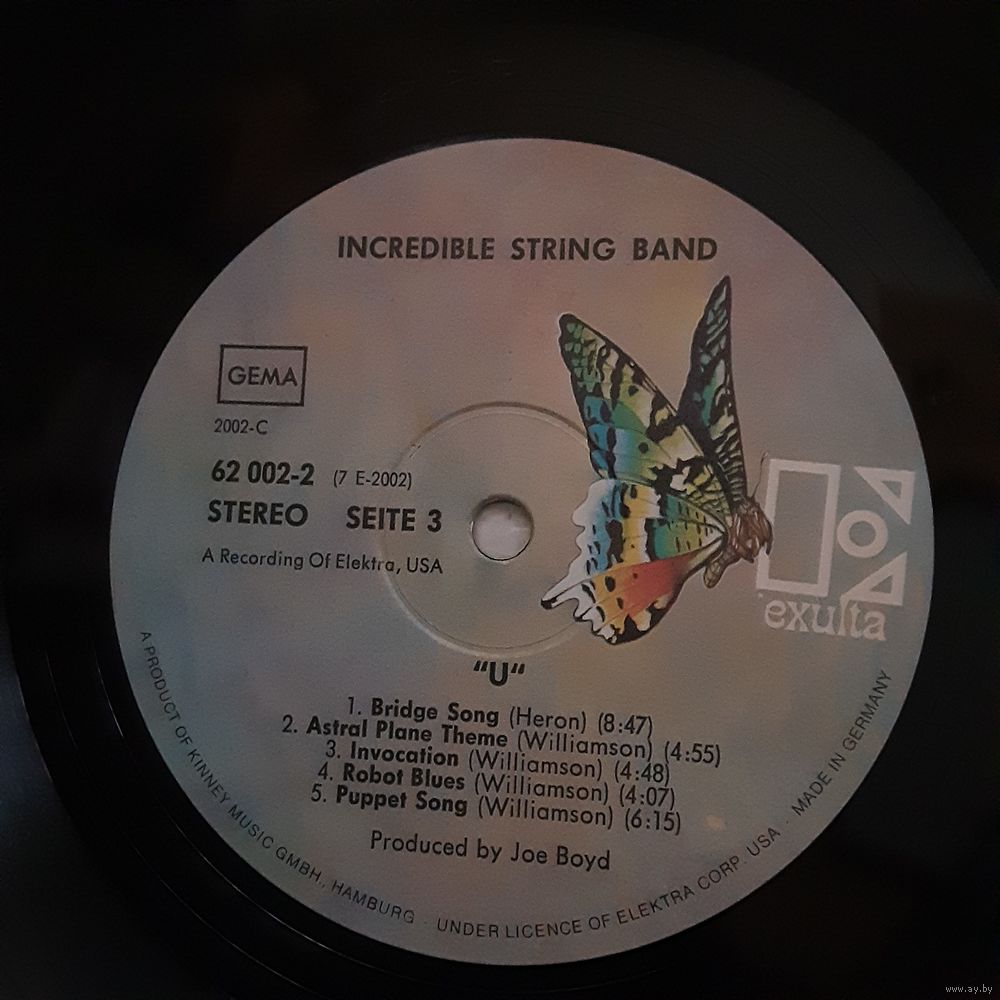 INCREDIBLE STRING BAND
GEMA
2002-C
62 002-2 (7 E-2002)
STEREO SEITE 3
A Recording Of Elektra, USA
exulta
"U"
1. Bridge Song (Heron) (8:47)
2. Astral Plane Theme (Williamson) (4:55)
3. Invocation (Williamson) (4:48)
4. Robot Blues (Williamson) (4:07)
5. Puppet Song (Williamson) (6:15)
Produced by Joe Boyd
A PRODUCT OF KINNEY MUSIC GMBH., HAMBURG · UNDER LICENCE OF ELEKTRA CORP. USA · MADE IN GERMANY
www.ay.by